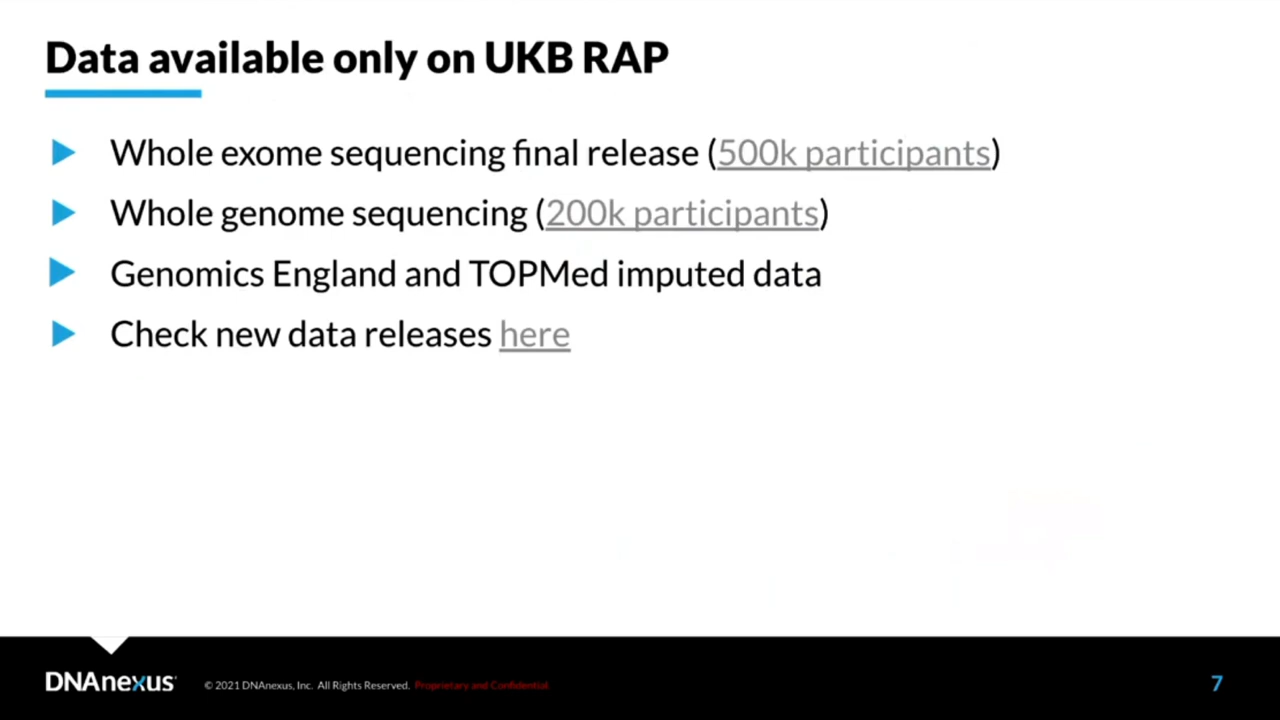 Data available only on UKB RAP
Whole exome sequencing final release (500k participants)
Whole genome sequencing (200k participants)
Genomics England and TOPMed imputed data
Check new data releases here
DNAnexus
© 2021 DNAnexus, Inc. All Rights Reserved. Proprietary and Confidential.
7